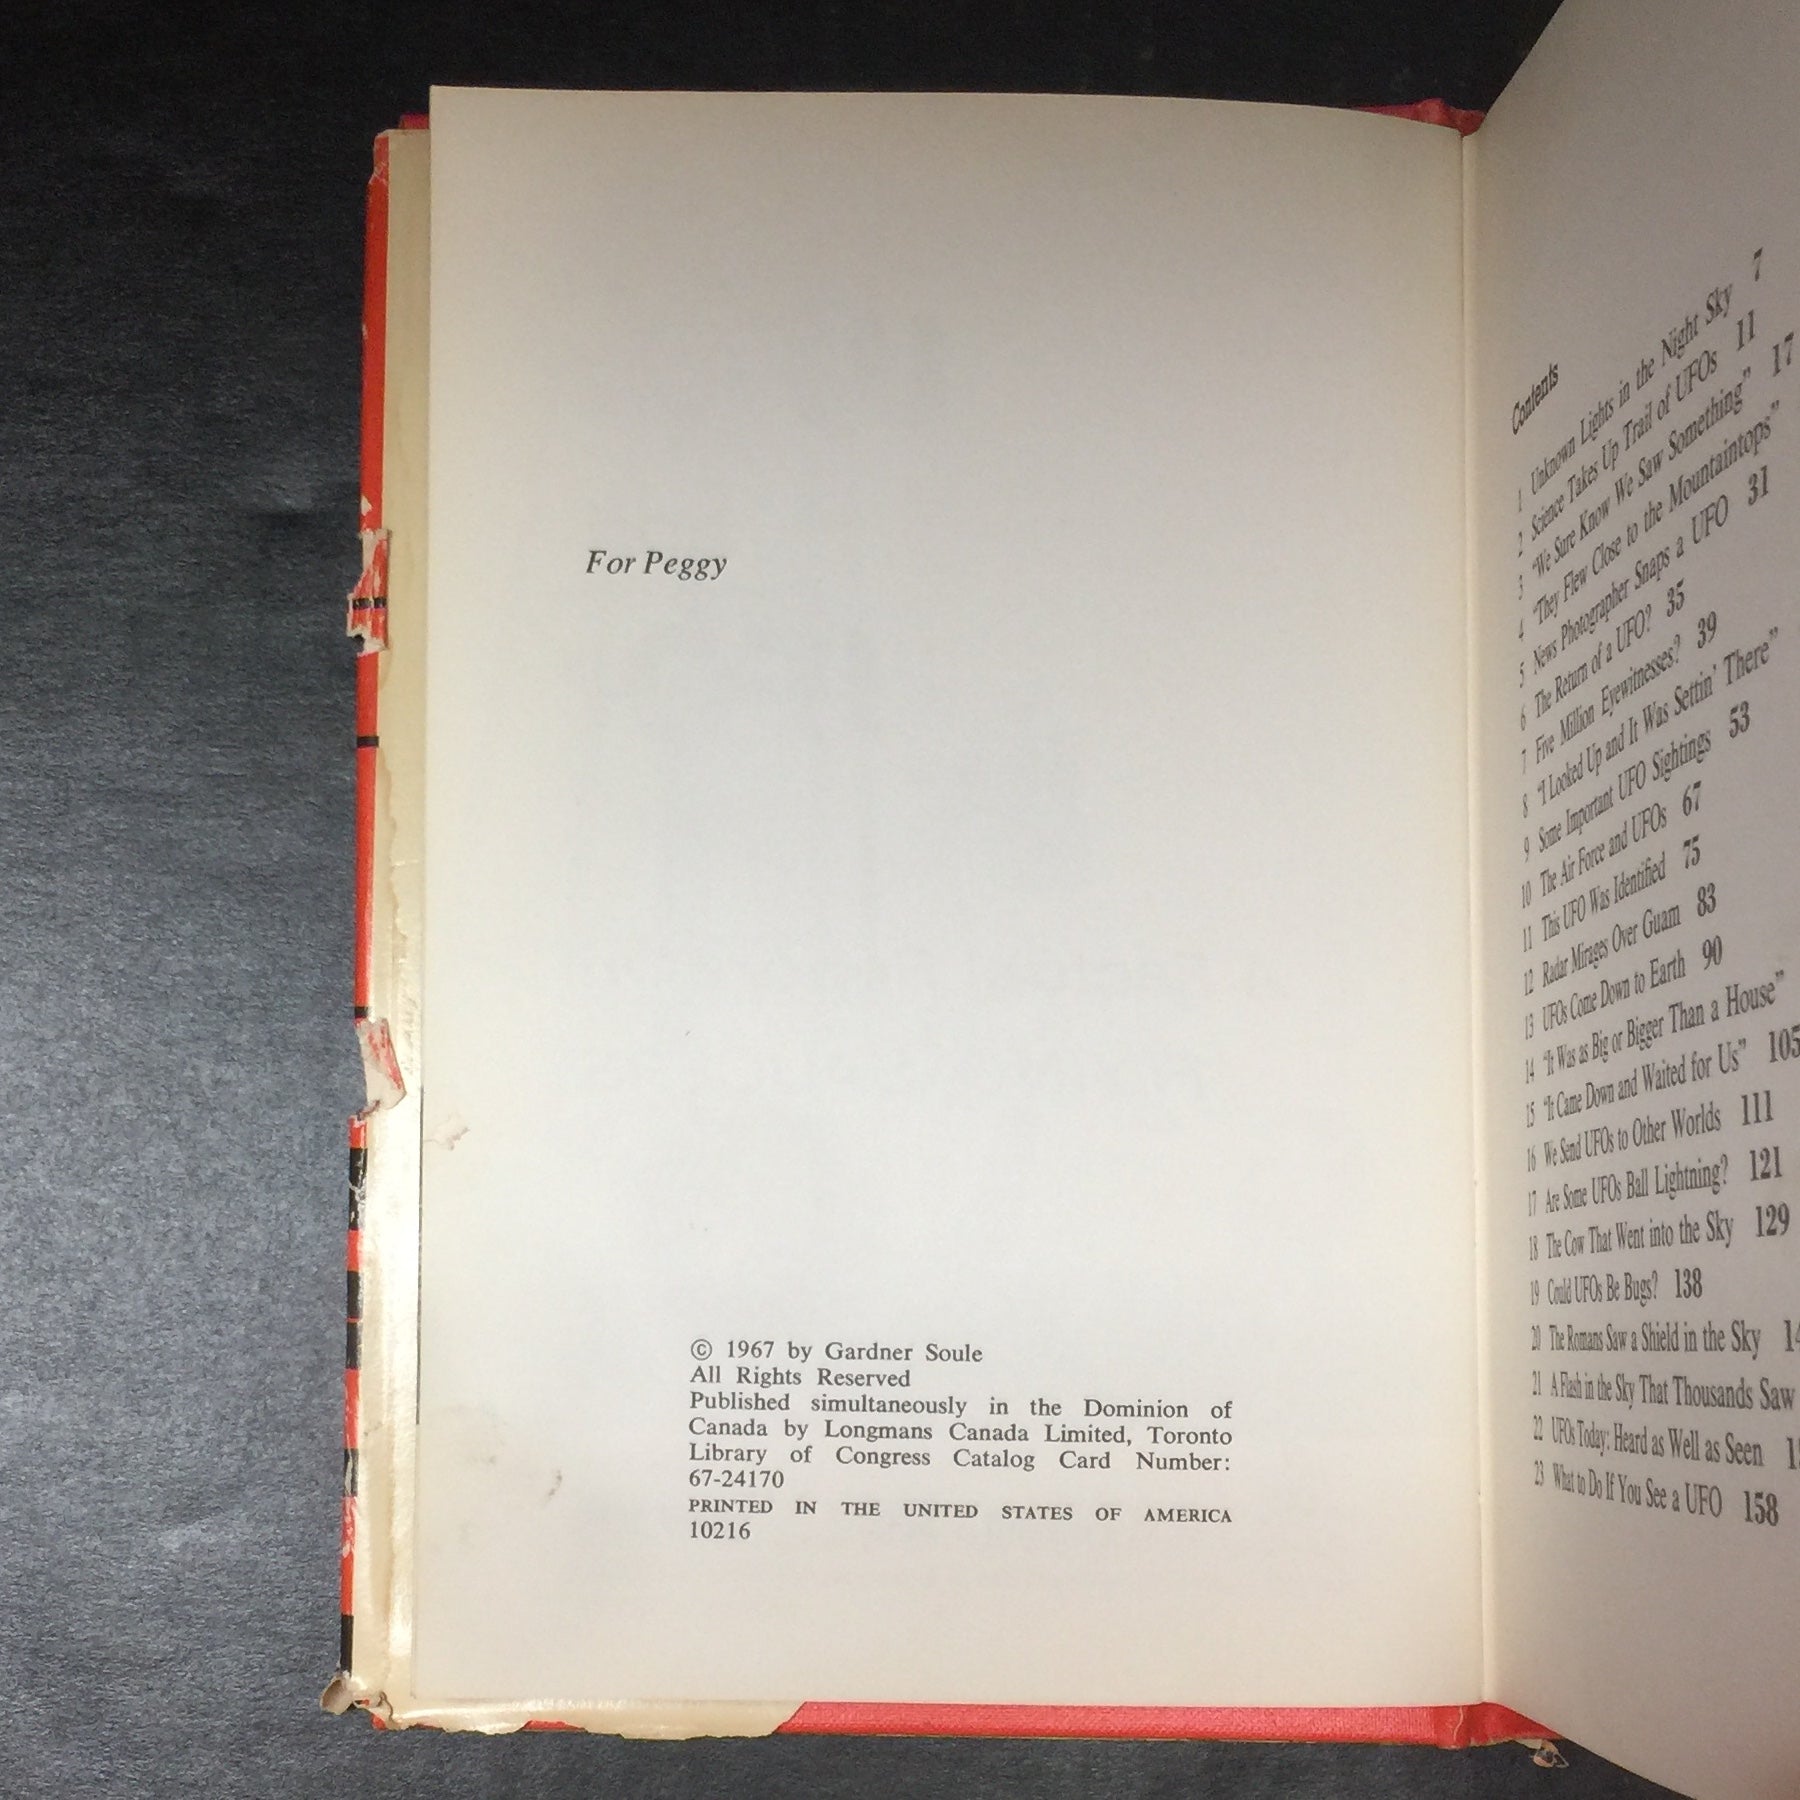 For Peggy
© 1967 by Gardner Soule
All Rights Reserved
Published simultaneously in the Dominion of
Canada by Longmans Canada Limited, Toronto
Library of Congress Catalog Card Number:
67-24170
PRINTED IN THE UNITED STATES OF AMERICA
10216
Contents
1 Unknown Lights in the Night Sky 7
2 Science Takes Up Trail of UFOs 11
3 "We Sure Know We Saw Something" 17
4 "They Flew Close to the Mountaintops"
5 News Photographer Snaps a UFO 31
6 The Return of a UFO? 35
7 Five Million Eyewitnesses? 39
8 "I Looked Up and It Was Settin' There"
9 Some Important UFO Sightings 53
10 The Air Force and UFOs 67
11 This UFO Was Identified 75
12 Radar Mirages Over Guam 83
13 UFOs Come Down to Earth 90
14 "It Was as Big or Bigger Than a House"
15 "It Came Down and Waited for Us" 105
16 We Send UFOs to Other Worlds 111
17 Are Some UFOs Ball Lightning? 121
18 The Cow That Went into the Sky 129
19 Could UFOs Be Bugs? 138
20 The Romans Saw a Shield in the Sky
21 A Flash in the Sky That Thousands Saw
22 UFOs Today: Heard as Well as Seen
23 What to Do If You See a UFO 158